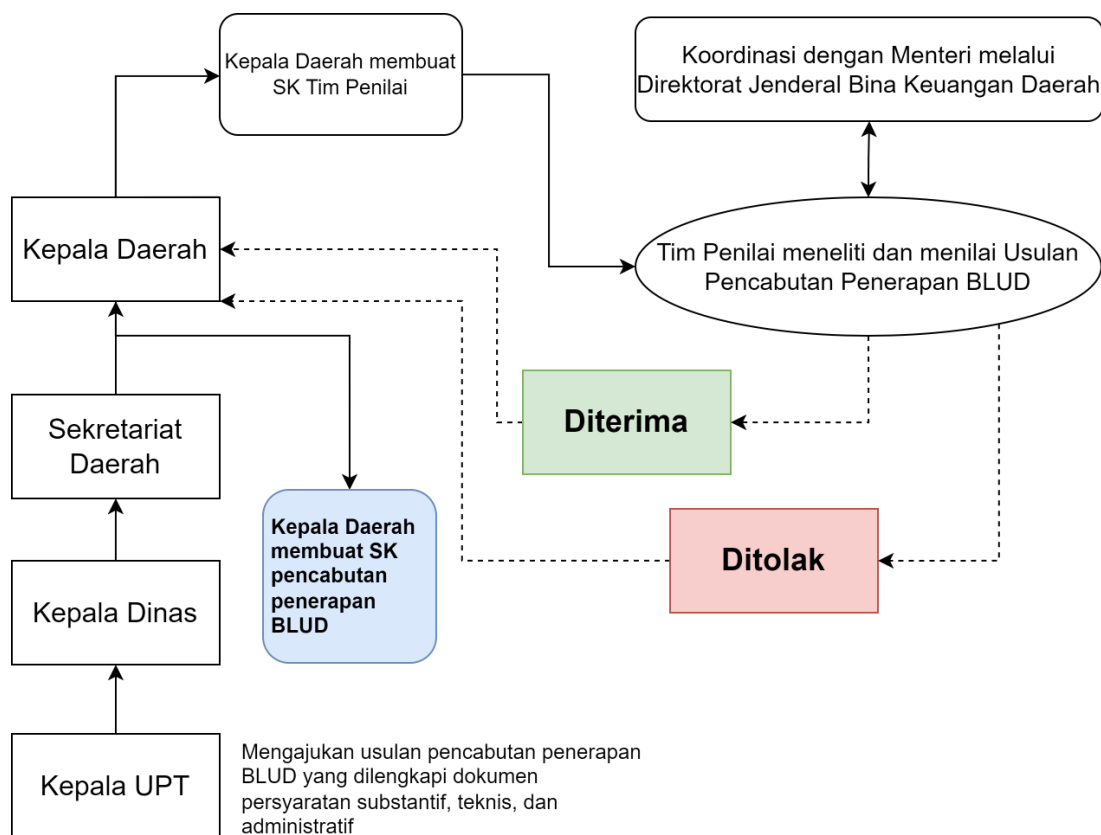 Kepala Daerah membuat
SK Tim Penilai
Koordinasi dengan Menteri melalui
Direktorat Jenderal Bina Keuangan Daerah
Kepala Daerah
Tim Penilai meneliti dan menilai Usulan
Pencabutan Penerapan BLUD
Diterima
Sekretariat
Daerah
Kepala Daerah
membuat SK
pencabutan
penerapan
BLUD
Ditolak
Kepala Dinas
Kepala UPT
Mengajukan usulan pencabutan penerapan
BLUD yang dilengkapi dokumen
persyaratan substantif, teknis, dan
administratif